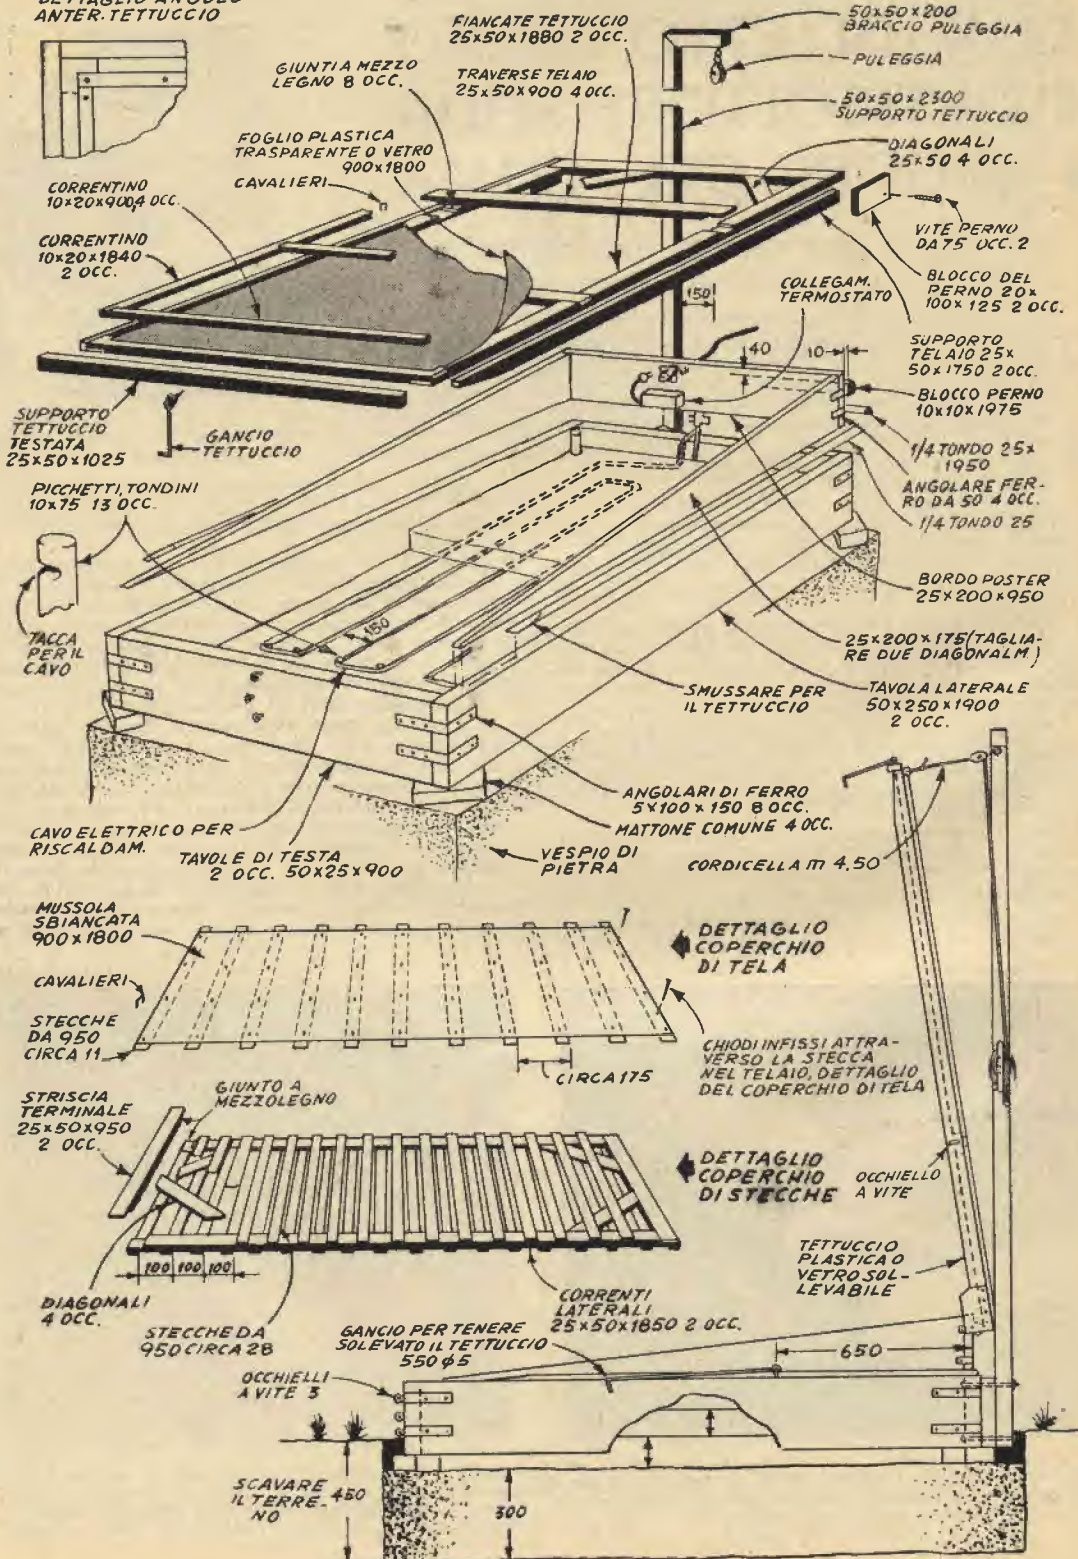 DETTAGLIO ANGOLO
ANTER. TETTUCCIO
FIANCATE TETTUCCIO
25x50x1880 2 OCC.
50x50x200
BRACCIO PULEGGIA
PULEGGIA
GIUNTI A MEZZO
LEGNO 8 OCC.
TRAVERSE TELAIO
25x50x900 4 OCC.
50x50x2300
SUPPORTO TETTUCCIO
FOGLIO PLASTICA
TRASPARENTE O VETRO
900x1800
DIAGONALI
25x50 4 OCC.
CORRENTINO
10x20x900,4 OCC.
CAVALIERI
CORRENTINO
10x20x1840
2 OCC.
VITE PERNO
DA 75 OCC. 2
COLLEGAM.
TERMOSTATO
BLOCCO DEL
PERNO 20x
100x125 2 OCC.
150
40
10
SUPPORTO
TELAIO 25x
50x1750 2 OCC.
BLOCCO PERNO
10x10x1975
SUPPORTO
TETTUCCIO
TESTATA
25x50x1025
GANCIO
TETTUCCIO
1/4 TONDO 25x
1950
ANGOLARE FER-
RO DA 50 4 OCC.
1/4 TONDO 25
PICCHETTI, TONDINI
10x75 13 OCC.
BORDO POSTER
25x200x950
TACCA
PER IL
CAVO
150
25x200x175 (TAGLIA-
RE DUE DIAGONALM.)
SMUSSARE PER
IL TETTUCCIO
TAVOLA LATERALE
50x250x1900
2 OCC.
ANGOLARI DI FERRO
5x100x150 8 OCC.
MATTONE COMUNE 4 OCC.
CAVO ELETTRICO PER
RISCALDAM.
TAVOLE DI TESTA
2 OCC. 50x25x900
VESPIO DI
PIETRA
CORDICELLA m 4,50
MUSSOLA
SBIANCATA
900x1800
DETTAGLIO
COPERCHIO
DI TELA
CAVALIERI
STECCHE
DA 950
CIRCA 11
CIRCA 175
CHIODI INFISSI ATTRA-
VERSO LA STECCA
NEL TELAIO, DETTAGLIO
DEL COPERCHIO DI TELA
STRISCIA
TERMINALE
25x50x950
2 OCC.
GIUNTO A
MEZZOLEGNO
DETTAGLIO
COPERCHIO
DI STECCHE
OCCHIELLO
A VITE
100 100 100
TETTUCCIO
PLASTICA O
VETRO SOL-
LEVABILE
DIAGONALI
4 OCC.
STECCHE DA
950 CIRCA 28
CORRENTI
LATERALI
25x50x1850 2 OCC.
GANCIO PER TENERE
SOLEVATO IL TETTUCCIO
550 ø5
650
OCCHIELLI
A VITE 3
SCAVARE
IL TERRE-
NO
450
300